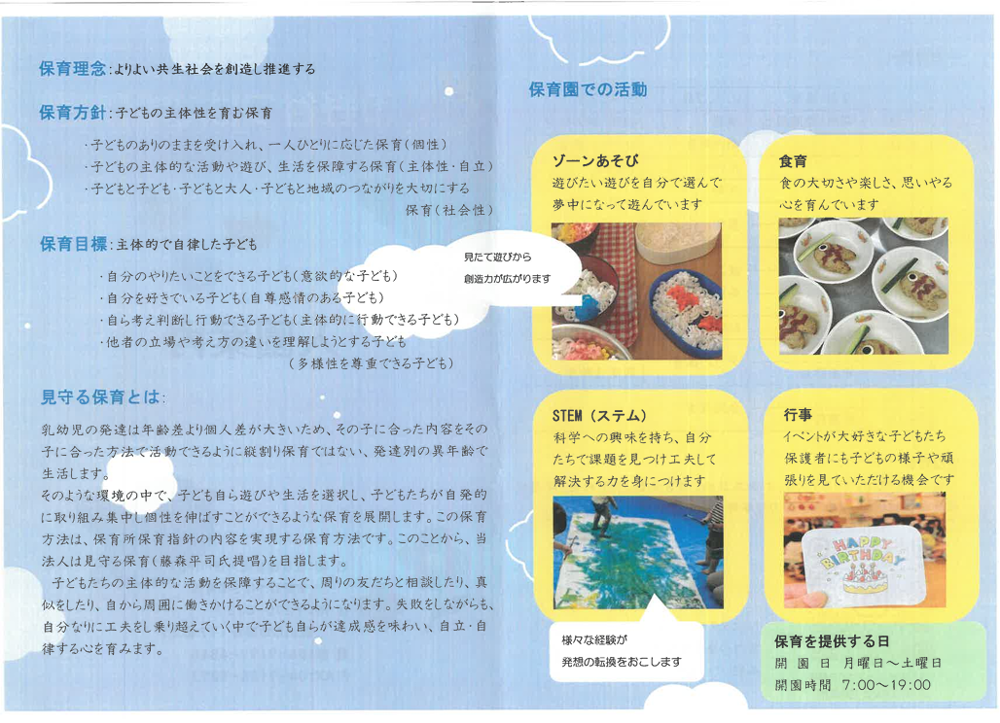 保育理念:よりよい共生社会を創造し推進する
保育方針:子どもの主体性を育む保育
・子どものありのままを受け入れ、一人ひとりに応じた保育(個性)
・子どもの主体的な活動や遊び、生活を保障する保育(主体性・自立)
・子どもと子ども・子どもと大人・子どもと地域のつながりを大切にする
保育(社会性)
保育目標:主体的で自律した子ども
・自分のやりたいことをできる子ども(意欲的な子ども)
・自分を好きでいる子ども(自尊感情のある子ども)
・自ら考え判断し行動できる子ども(主体的に行動できる子ども)
・他者の立場や考え方の違いを理解しようとする子ども
(多様性を尊重できる子ども)
見守る保育とは:
乳幼児の発達は年齢差より個人差が大きいため、その子に合った内容をその
子に合った方法で活動できるように縦割り保育ではない、発達別の異年齢で
生活します。
そのような環境の中で、子ども自ら遊びや生活を選択し、子どもたちが自発的
に取り組み集中し個性を伸ばすことができるような保育を展開します。この保育
方法は、保育所保育指針の内容を実現する保育方法です。このことから、当
法人は見守る保育(藤森平司氏提唱)を目指します。
子どもたちの主体的な活動を保障することで、周りの友だちと相談したり、真
似をしたり、自から周囲に働きかけることができるようになります。失敗をしながらも、
自分なりに工夫をし乗り超えていく中で子ども自らが達成感を味わい、自立・自
律する心を育みます。
保育園での活動
ゾーンあそび
遊びたい遊びを自分で選んで
夢中になって遊んでいます
見たて遊びから
創造力が広がります
食育
食の大切さや楽しさ、思いやる
心を育んでいます
STEM（ステム）
科学への興味を持ち、自分
たちで課題を見つけ工夫して
解決する力を身につけます
様々な経験が
発想の転換をおこします
行事
イベントが大好きな子どもたち
保護者にも子どもの様子や頑
張りを見ていただける機会です
HAPPY
BIRTHDAY
保育を提供する日
開園日 月曜日～土曜日
開園時間 7:00～19:00